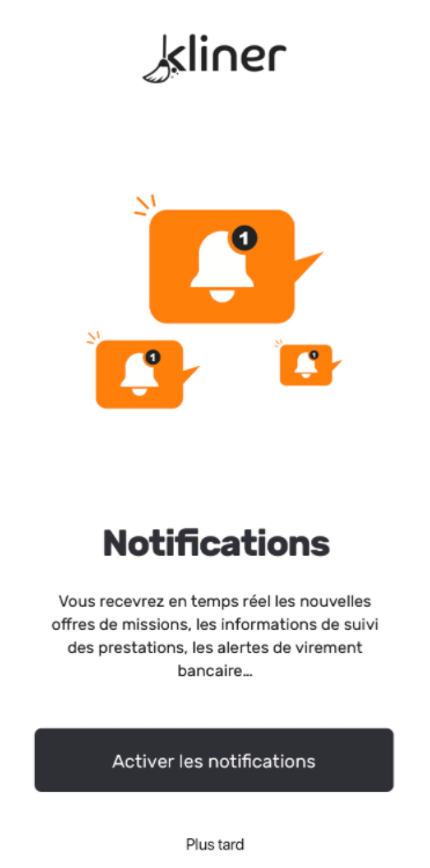 kliner
1
1
1
Notifications
Vous recevrez en temps réel les nouvelles
offres de missions, les informations de suivi
des prestations, les alertes de virement
bancaire…
Activer les notifications
Plus tard